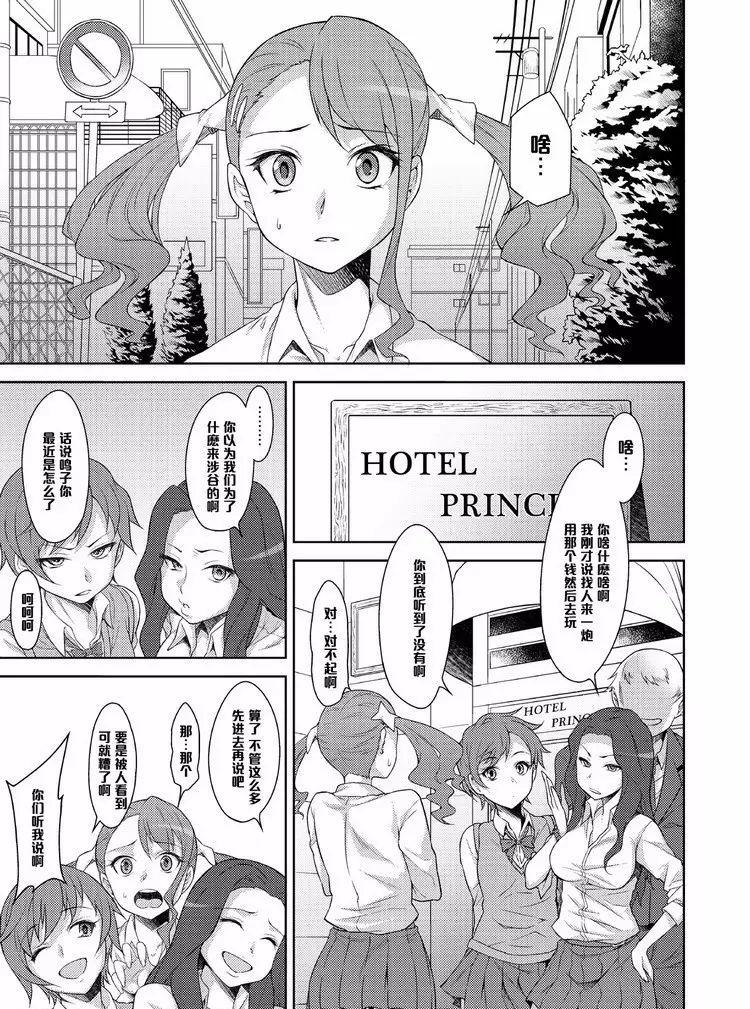 啥…
啥…
HOTEL
PRINCE
你啥什麽啥啊
我刚才说找人来一炮
用那个钱然后去玩
你到底听到了没有啊
对…对不起啊
HOTEL
PRINC
………
你以为我们为了
什麽来涉谷的啊
话说鸣子你
最近是怎么了
呵呵呵
算了 不管这么多
先进去再说吧
那…那个
要是被人看到
可就糟了啊
你们听我说啊